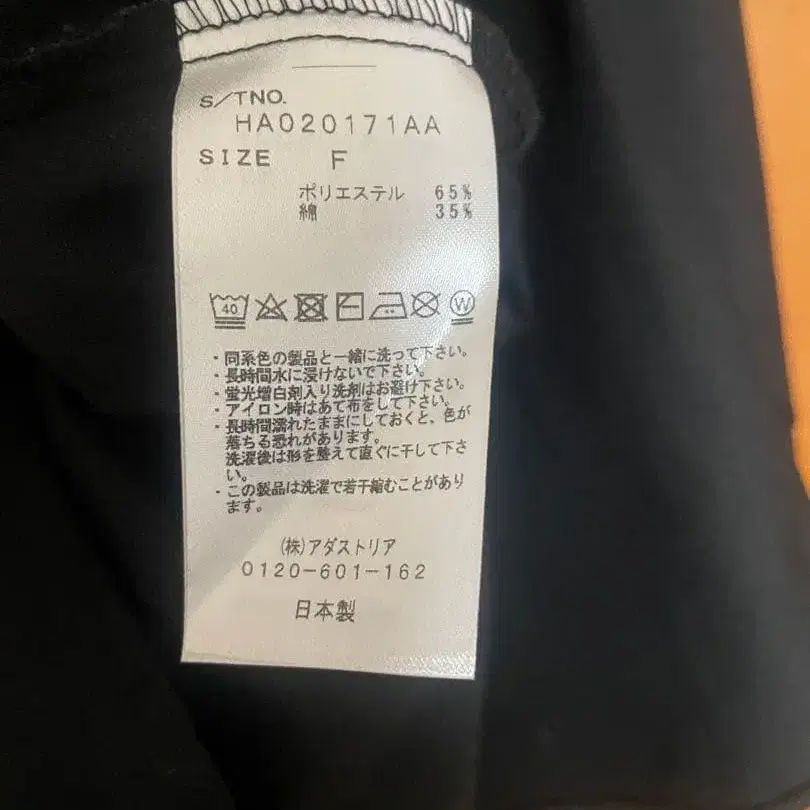 S/TNO.
HA020171AA
SIZE F
ポリエステル 65%
綿 35%
40 W
・同系色の製品と一緒に洗って下さい。
・長時間水に浸けないで下さい。
・蛍光増白剤入り洗剤はお避け下さい。
・アイロン時はあて布をして下さい。
・長時間濡れたままにしておくと、色が
落ちる恐れがあります。
洗濯後は形を整えて直ぐに干して下さ
い。
・この製品は洗濯で若干縮むことがあり
ます。
(株)アダストリア
0120-601-162
日本製